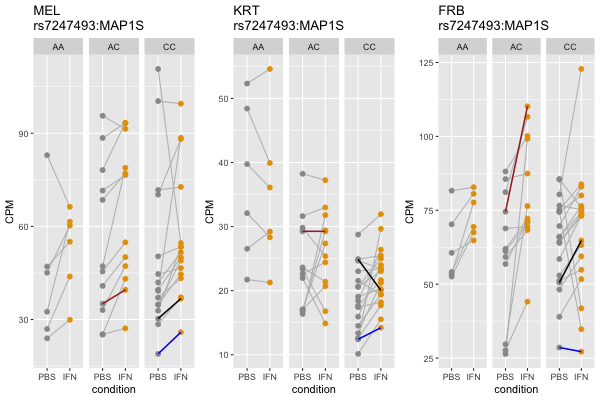 MEL
rs7247493:MAP1S
AA
AC
CC
CPM
90
60
30
PBS IFN
PBS IFN
PBS IFN
condition
KRT
rs7247493:MAP1S
AA
AC
CC
CPM
50
40
30
20
10
PBS IFN
PBS IFN
PBS IFN
condition
FRB
rs7247493:MAP1S
AA
AC
CC
CPM
125
100
75
50
25
PBS IFN
PBS IFN
PBS IFN
condition